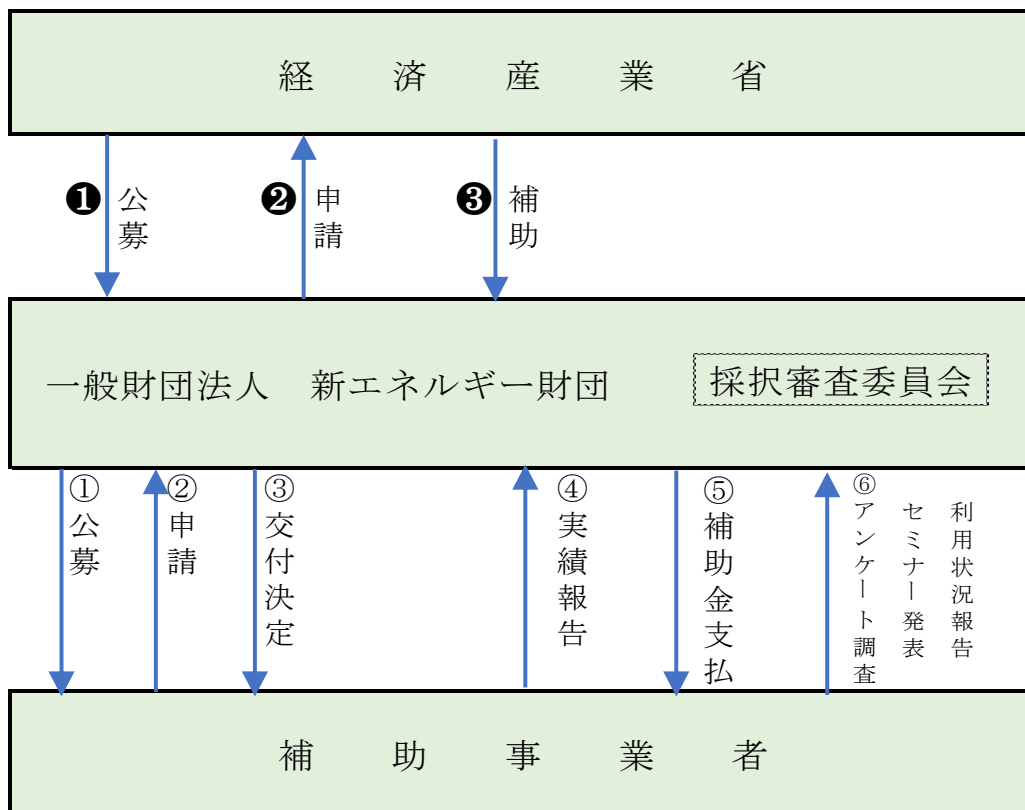 経済産業省
❶公募
❷申請
❸補助
一般財団法人 新エネルギー財団
採択審査委員会
①公募
②申請
③交付決定
④実績報告
⑤補助金支払
利用状況報告
セミナー発表
⑥アンケート調査
補助事業者